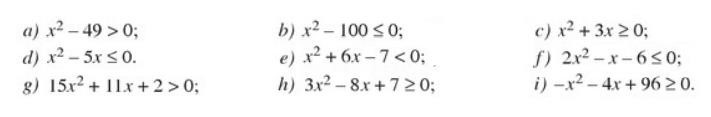 a) x² – 49 > 0; b) x² – 100 ≤ 0; c) x² + 3x ≥ 0;
d) x² – 5x ≤ 0. e) x² + 6x – 7 < 0; f) 2x² – x – 6 ≤ 0;
g) 15x² + 11x + 2 > 0; h) 3x² – 8x + 7 ≥ 0; i) –x² – 4x + 96 ≥ 0.